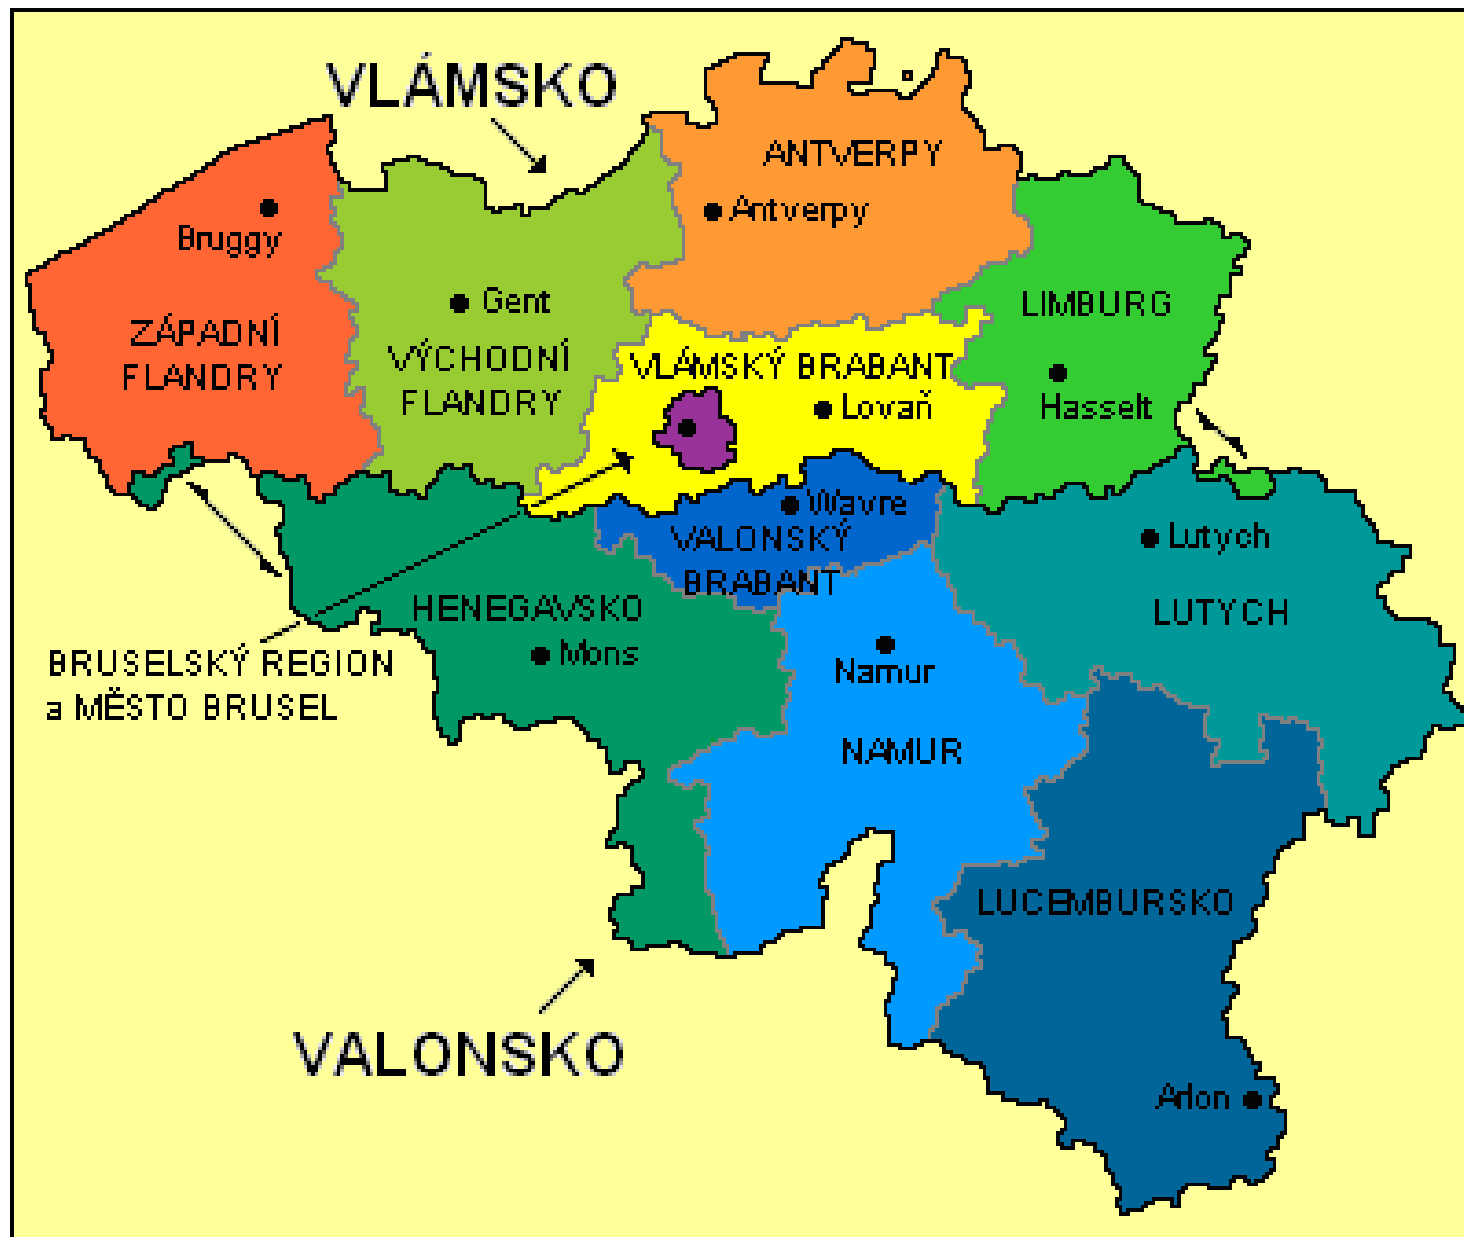 VLÁMSKO
ANTVERPY
Antverpy
Bruggy
Gent
LIMBURG
ZÁPADNÍ
FLANDRY
VÝCHODNÍ
FLANDRY
VLÁMSKÝ BRABANT
Lovaň
Hasselt
Wavre
VALONSKÝ
BRABANT
Lutych
LUTYCH
HENEGAVSKO
Mons
BRUSELSKÝ REGION
a MĚSTO BRUSEL
Namur
NAMUR
LUCEMBURSKO
VALONSKO
Arlon